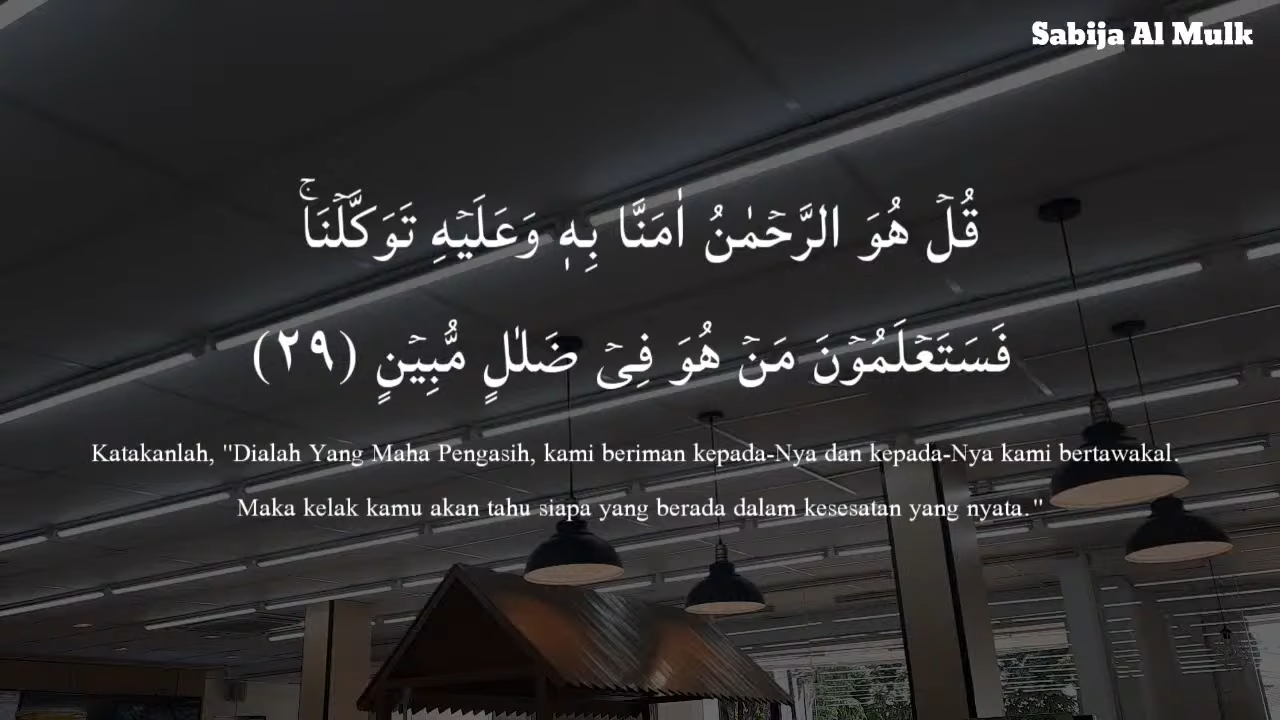 Sabija Al Mulk
قُلْ هُوَ الرَّحْمٰنُ اٰمَنَّا بِهٖ وَعَلَيْهِ تَوَكَّلْنَاۚ
فَسَتَعْلَمُوْنَ مَنْ هُوَ فِيْ ضَلٰلٍ مُّبِيْنٍ (٢٩)
Katakanlah, "Dialah Yang Maha Pengasih, kami beriman kepada-Nya dan kepada-Nya kami bertawakal.
Maka kelak kamu akan tahu siapa yang berada dalam kesesatan yang nyata."